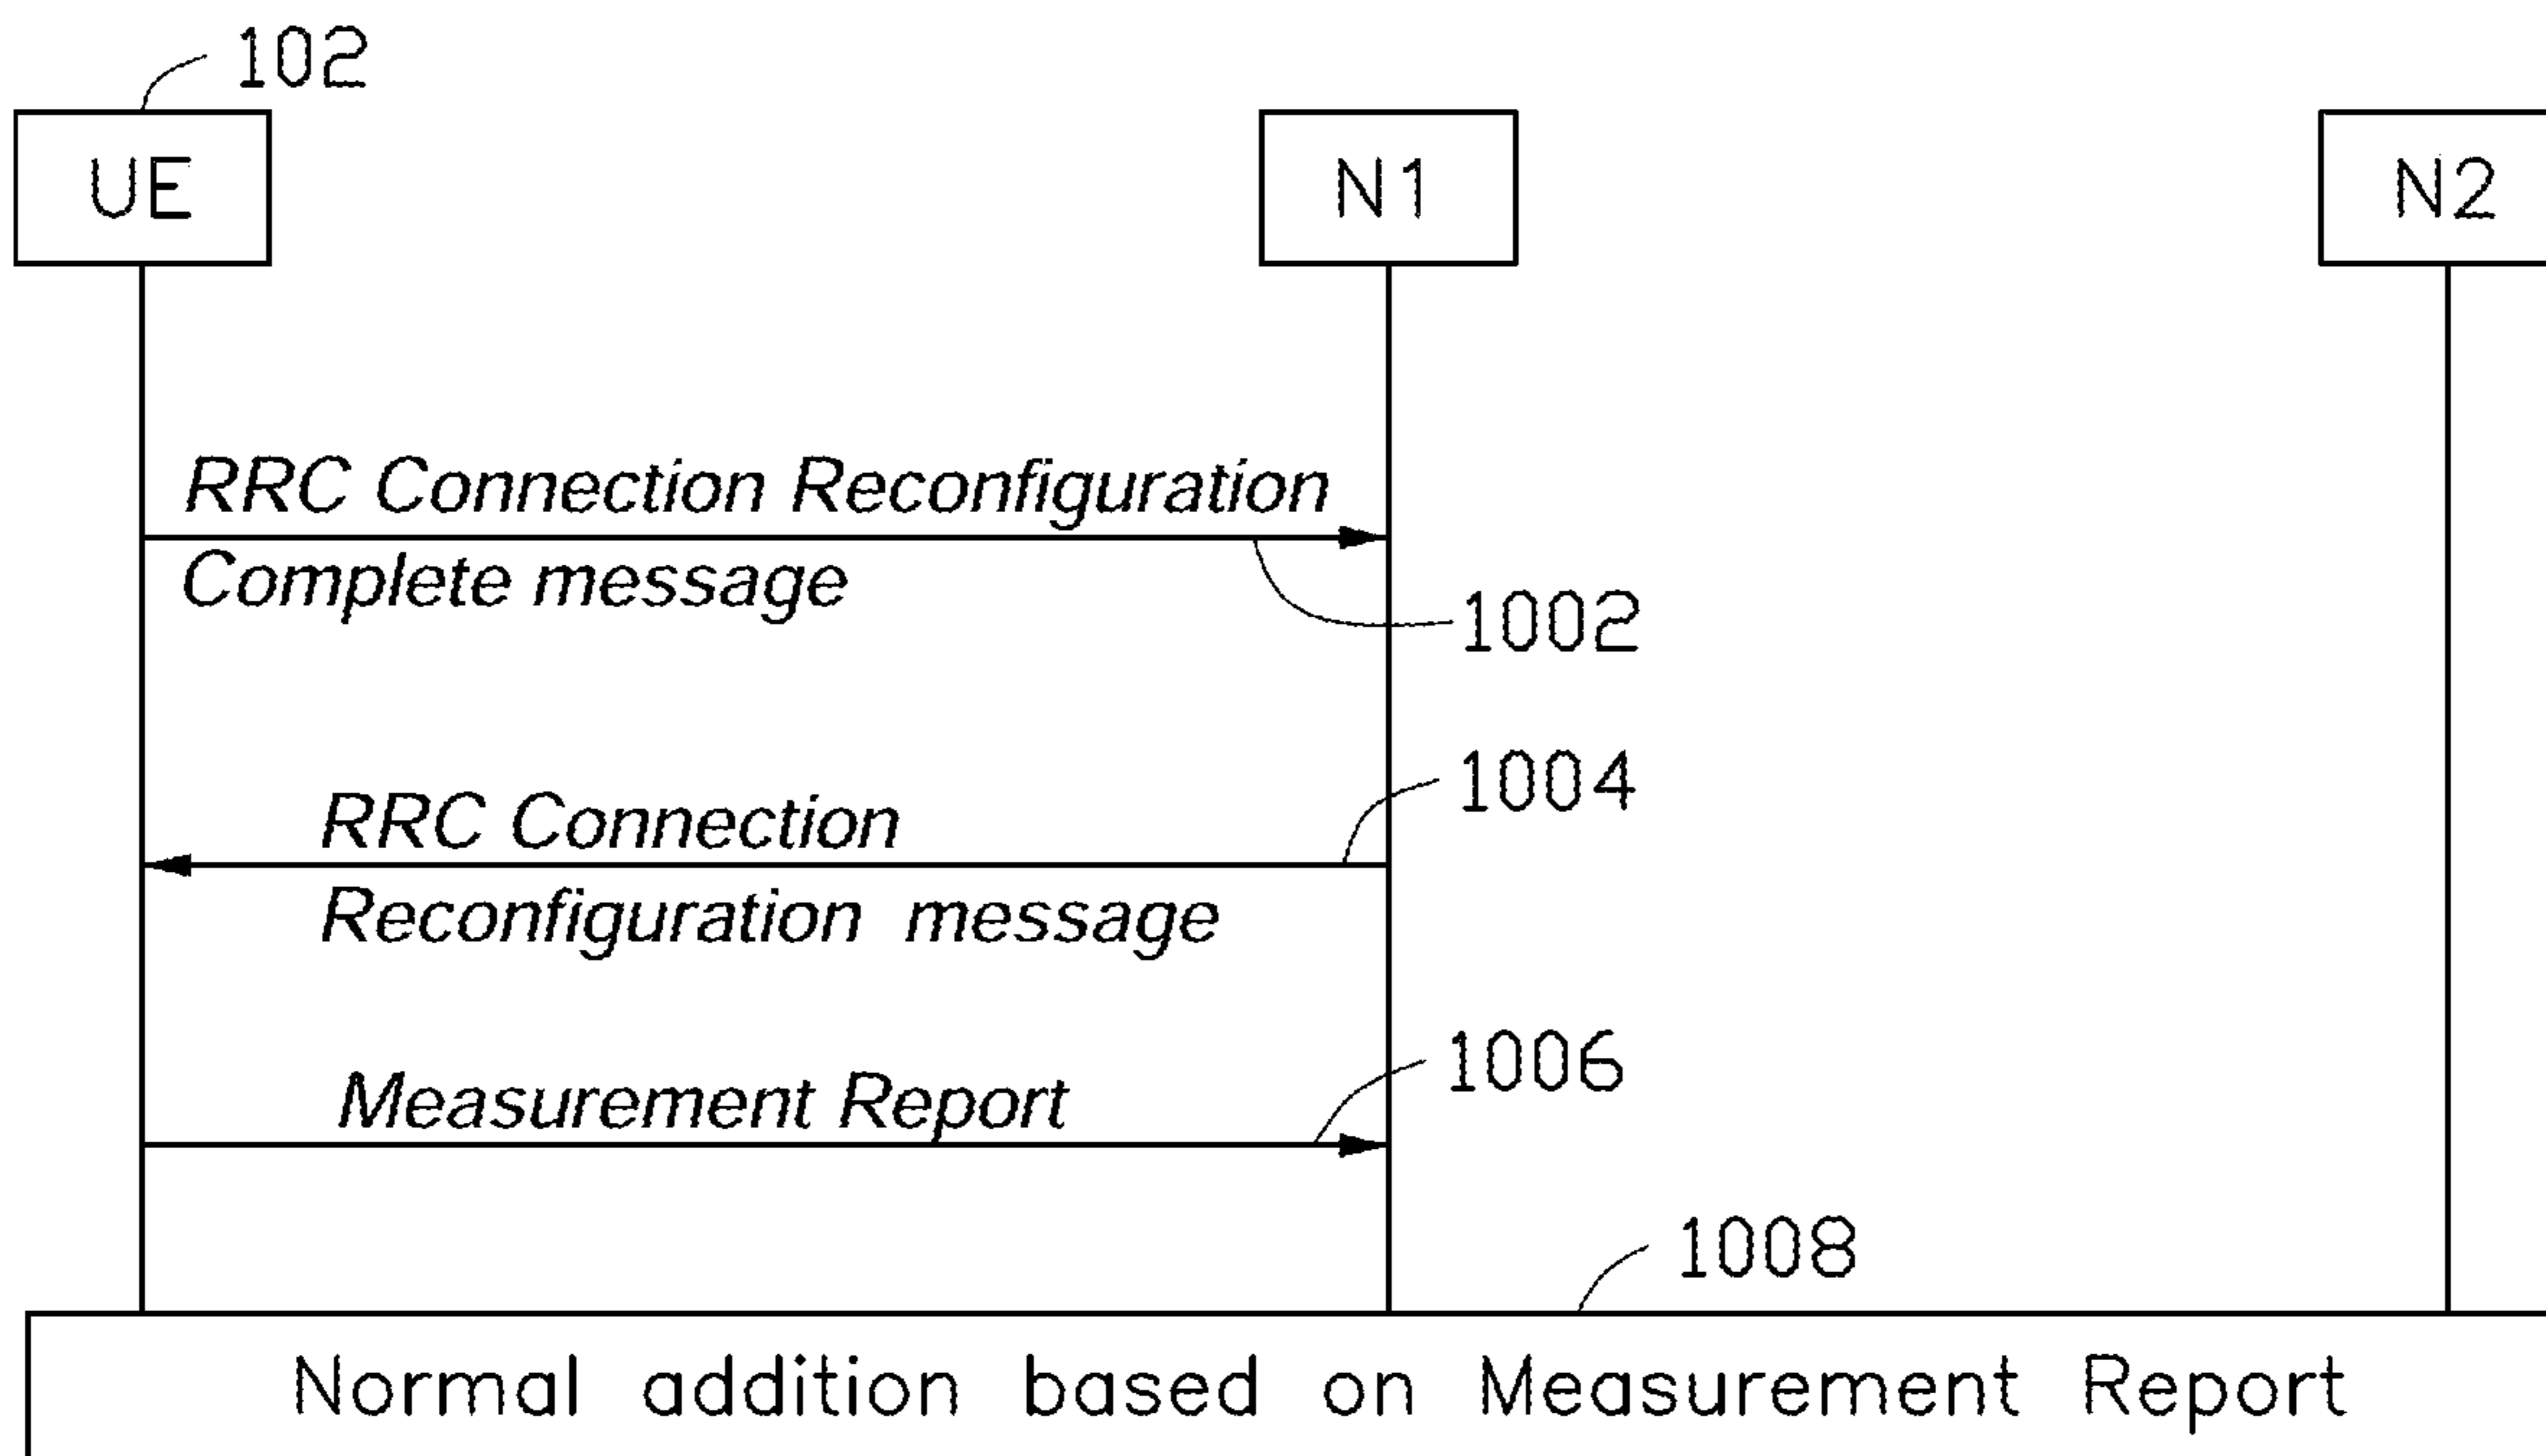 102
UE
N1
N2
RRC Connection Reconfiguration
Complete message
1002
1004
RRC Connection
Reconfiguration message
1006
Measurement Report
1008
Normal addition based on Measurement Report